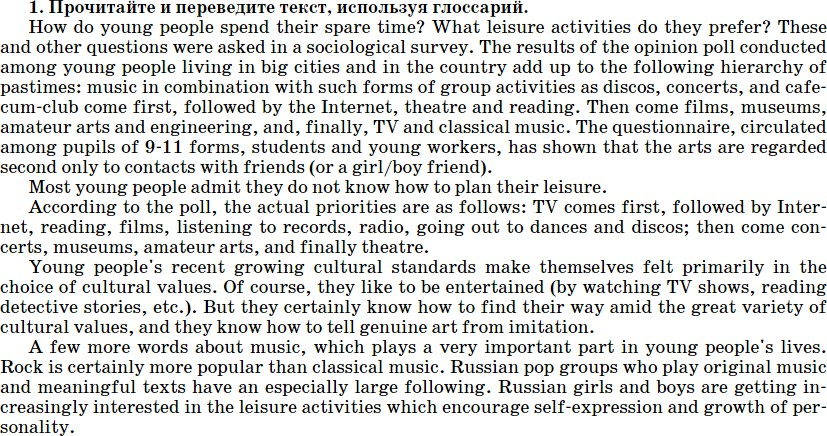 1. Прочитайте и переведите текст, используя глоссарий.
How do young people spend their spare time? What leisure activities do they prefer? These
and other questions were asked in a sociological survey. The results of the opinion poll conducted
among young people living in big cities and in the country add up to the following hierarchy of
pastimes: music in combination with such forms of group activities as discos, concerts, and cafe-
cum-club come first, followed by the Internet, theatre and reading. Then come films, museums,
amateur arts and engineering, and, finally, TV and classical music. The questionnaire, circulated
among pupils of 9-11 forms, students and young workers, has shown that the arts are regarded
second only to contacts with friends (or a girl/boy friend).
Most young people admit they do not know how to plan their leisure.
According to the poll, the actual priorities are as follows: TV comes first, followed by Inter-
net, reading, films, listening to records, radio, going out to dances and discos; then come con-
certs, museums, amateur arts, and finally theatre.
Young people's recent growing cultural standards make themselves felt primarily in the
choice of cultural values. Of course, they like to be entertained (by watching TV shows, reading
detective stories, etc.). But they certainly know how to find their way amid the great variety of
cultural values, and they know how to tell genuine art from imitation.
A few more words about music, which plays a very important part in young people's lives.
Rock is certainly more popular than classical music. Russian pop groups who play original music
and meaningful texts have an especially large following. Russian girls and boys are getting in-
creasingly interested in the leisure activities which encourage self-expression and growth of per-
sonality.